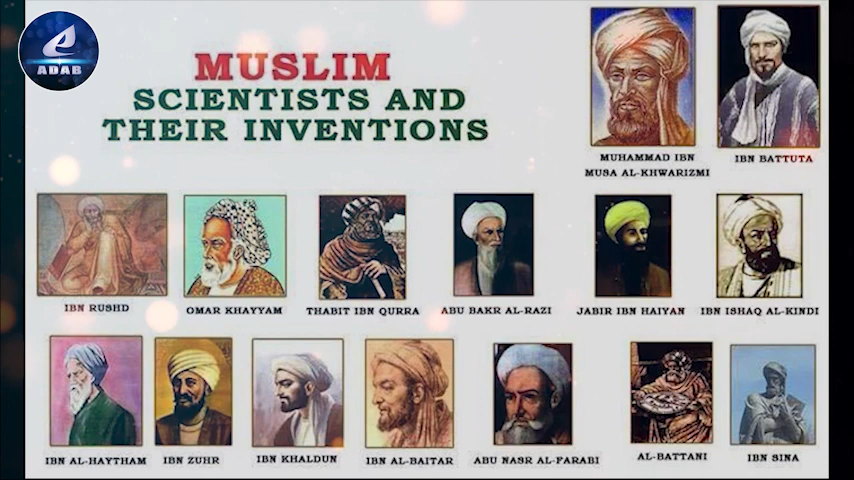 e
ADAB
MUSLIM
SCIENTISTS AND
THEIR INVENTIONS
MUHAMMAD IBN
MUSA AL-KHWARIZMI
IBN BATTUTA
IBN RUSHD
OMAR KHAYYAM
THABIT IBN QURRA
ABU BAKR AL-RAZI
JABIR IBN HAIYAN
IBN ISHAQ AL-KINDI
IBN AL-HAYTHAM
IBN ZUHR
IBN KHALDUN
IBN AL-BAITAR
ABU NASR AL-FARABI
AL-BATTANI
IBN SINA